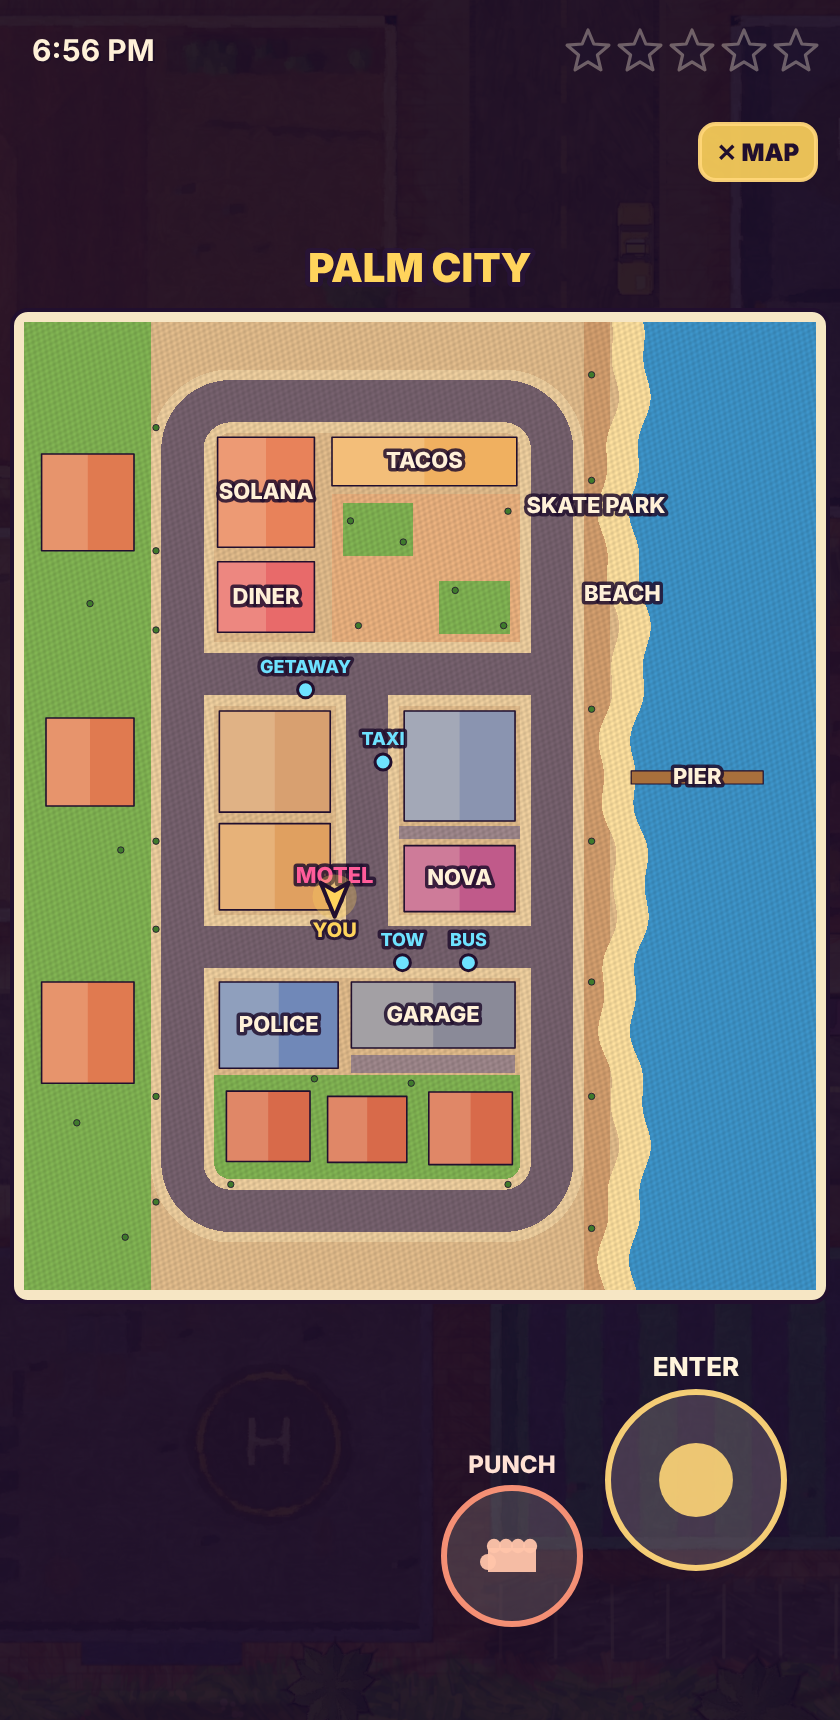 6:56 PM
× MAP
PALM CITY
SOLANA
TACOS
SKATE PARK
DINER
BEACH
GETAWAY
TAXI
PIER
MOTEL
NOVA
YOU
TOW
BUS
POLICE
GARAGE
ENTER
H
PUNCH